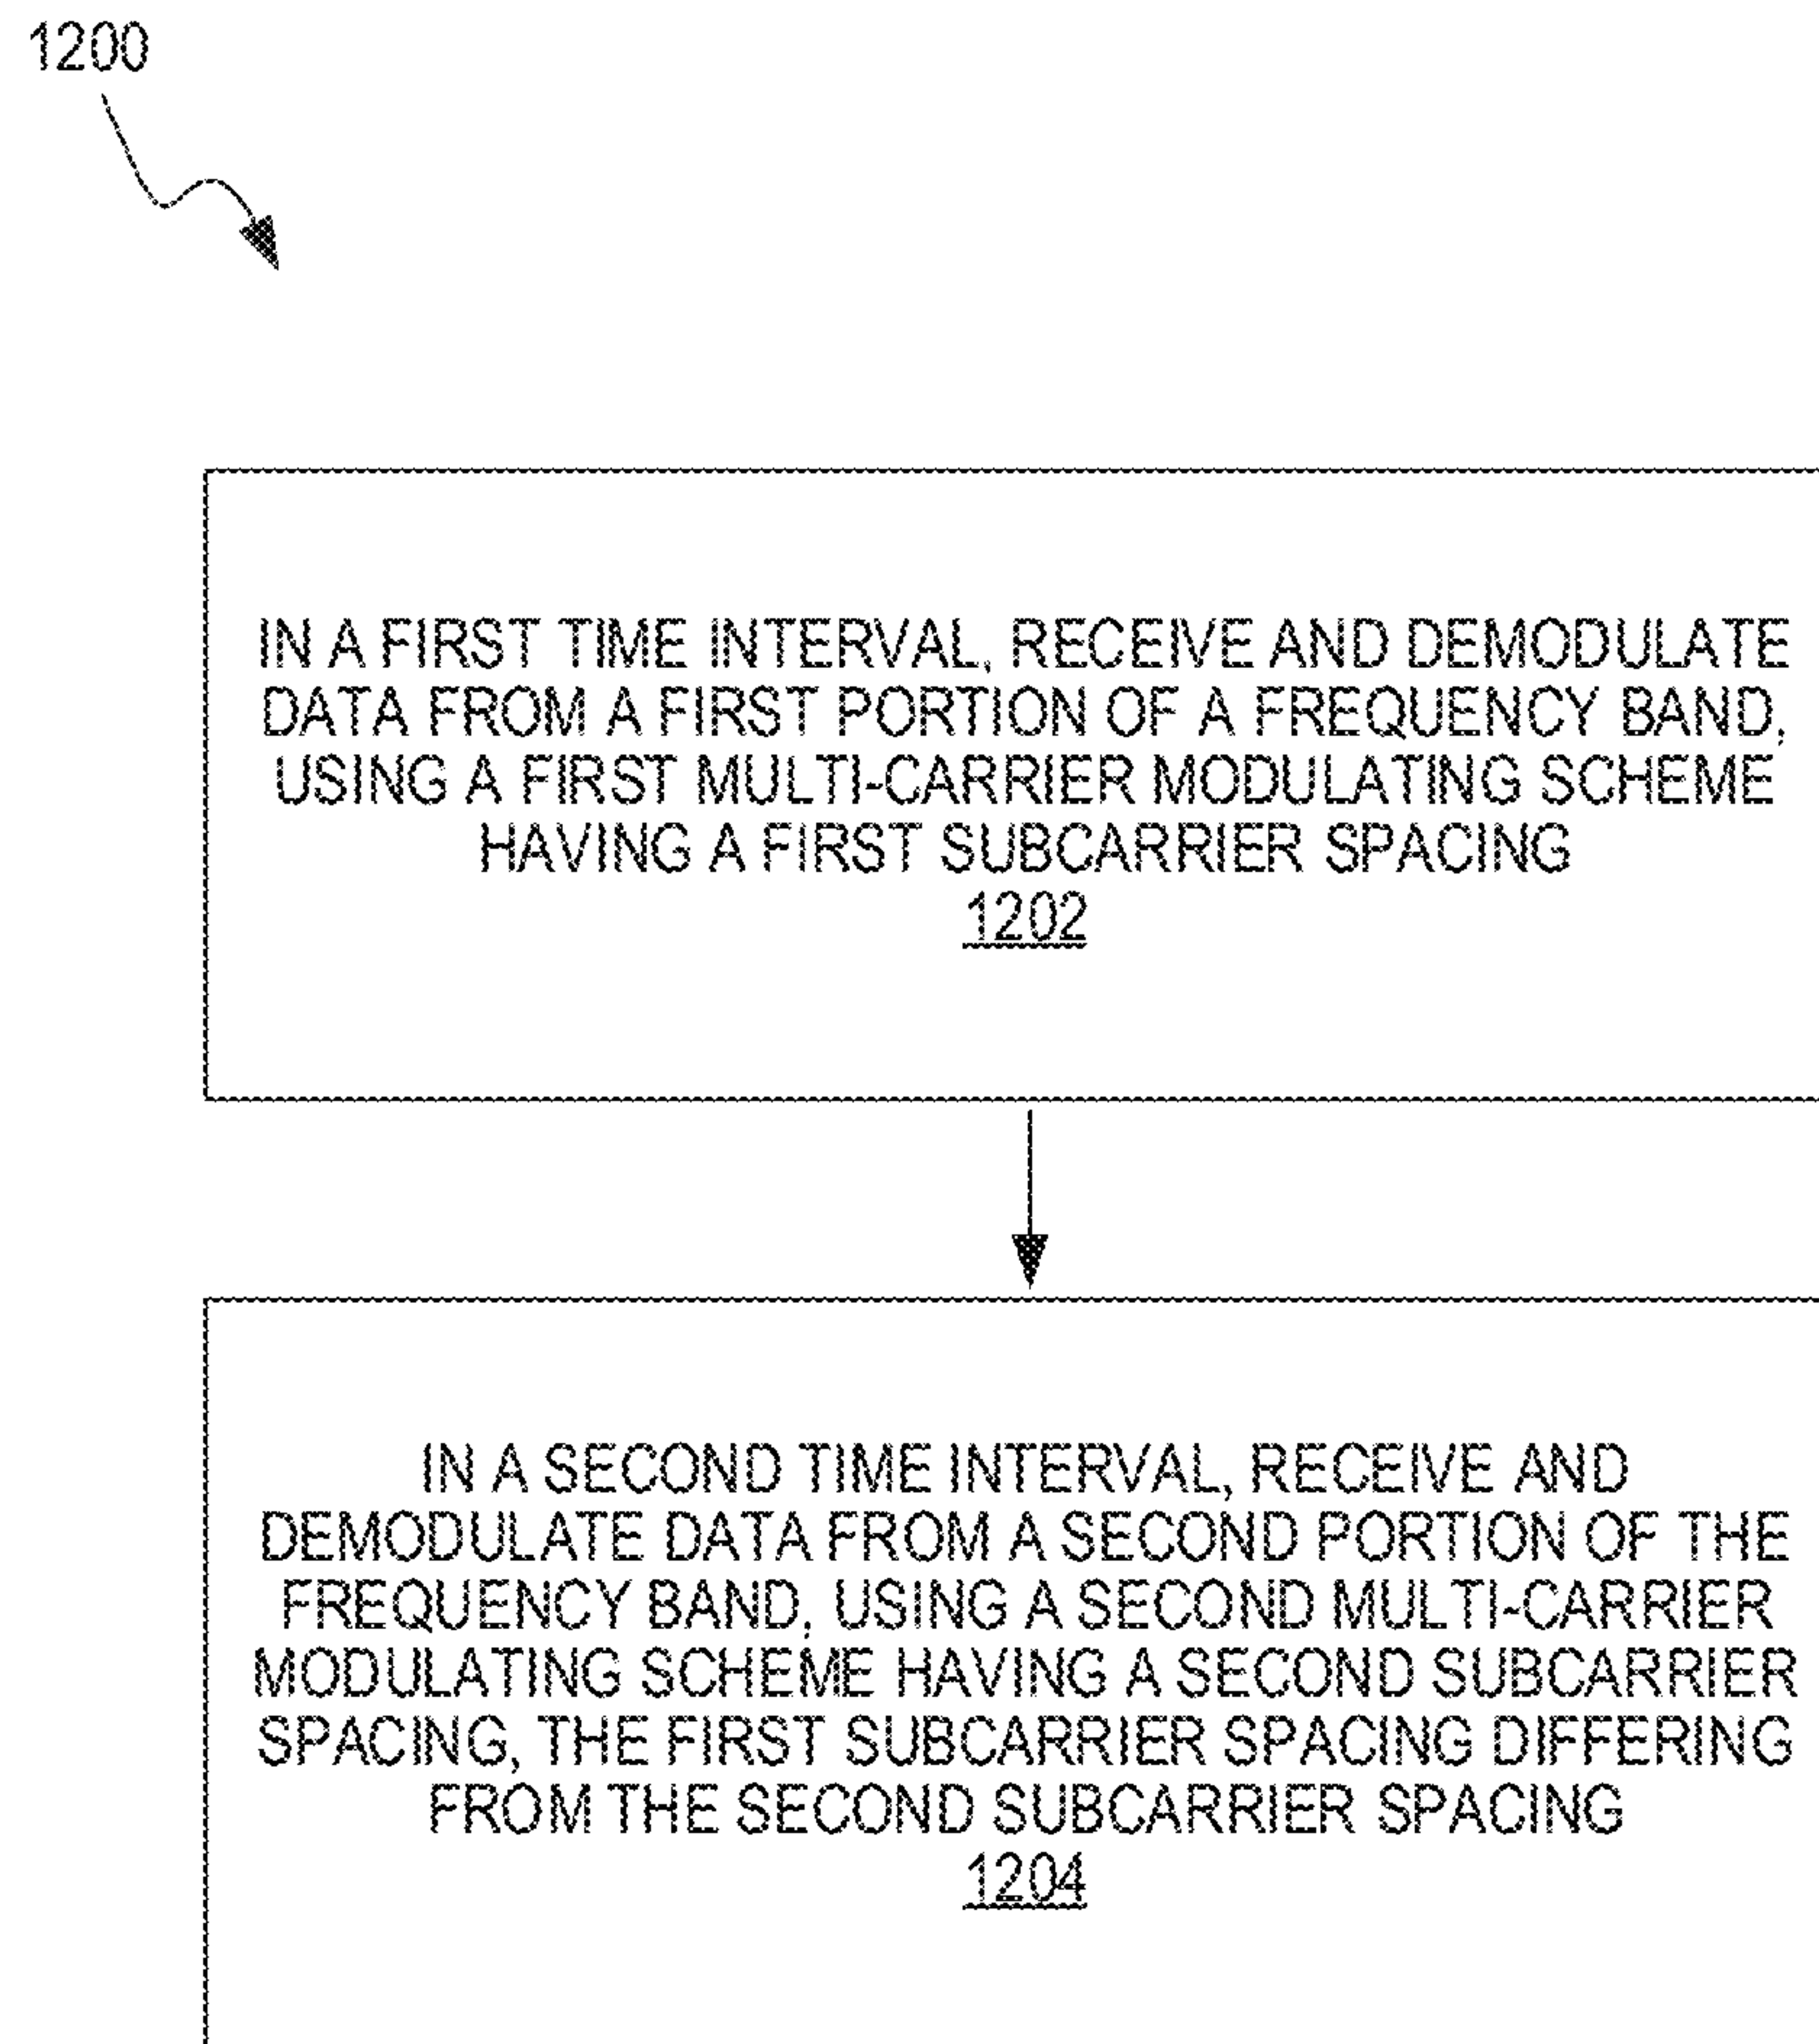 1200
IN A FIRST TIME INTERVAL, RECEIVE AND DEMODULATE
DATA FROM A FIRST PORTION OF A FREQUENCY BAND,
USING A FIRST MULTI-CARRIER MODULATING SCHEME
HAVING A FIRST SUBCARRIER SPACING
1202
IN A SECOND TIME INTERVAL, RECEIVE AND
DEMODULATE DATA FROM A SECOND PORTION OF THE
FREQUENCY BAND, USING A SECOND MULTI-CARRIER
MODULATING SCHEME HAVING A SECOND SUBCARRIER
SPACING, THE FIRST SUBCARRIER SPACING DIFFERING
FROM THE SECOND SUBCARRIER SPACING
1204